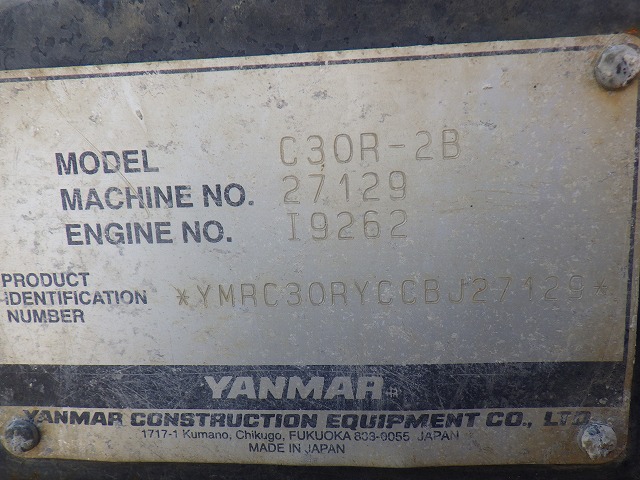 MODEL C30R-2B
MACHINE NO. 27129
ENGINE NO. I9262
PRODUCT
IDENTIFICATION
NUMBER *YMRC30RYCCBJ27129*
YANMAR®
YANMAR CONSTRUCTION EQUIPMENT CO., LTD.
1717-1 Kumano, Chikugo, FUKUOKA 833-0055 JAPAN
MADE IN JAPAN